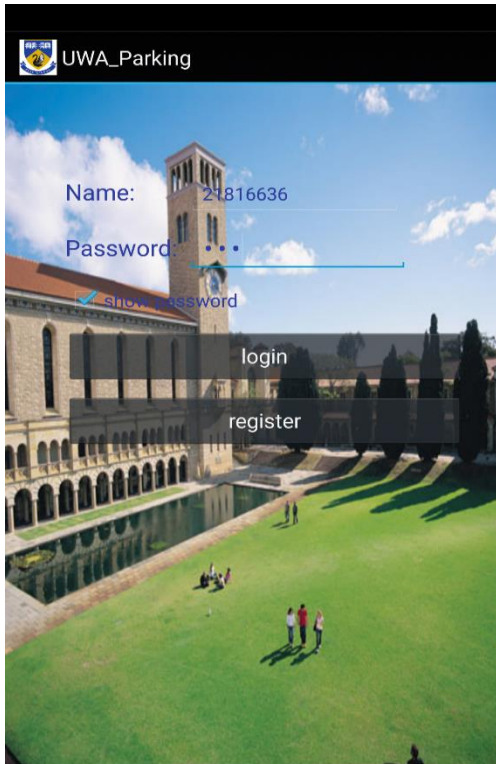 UWA_Parking
Name: 21816636
Password: •••
show password
login
register